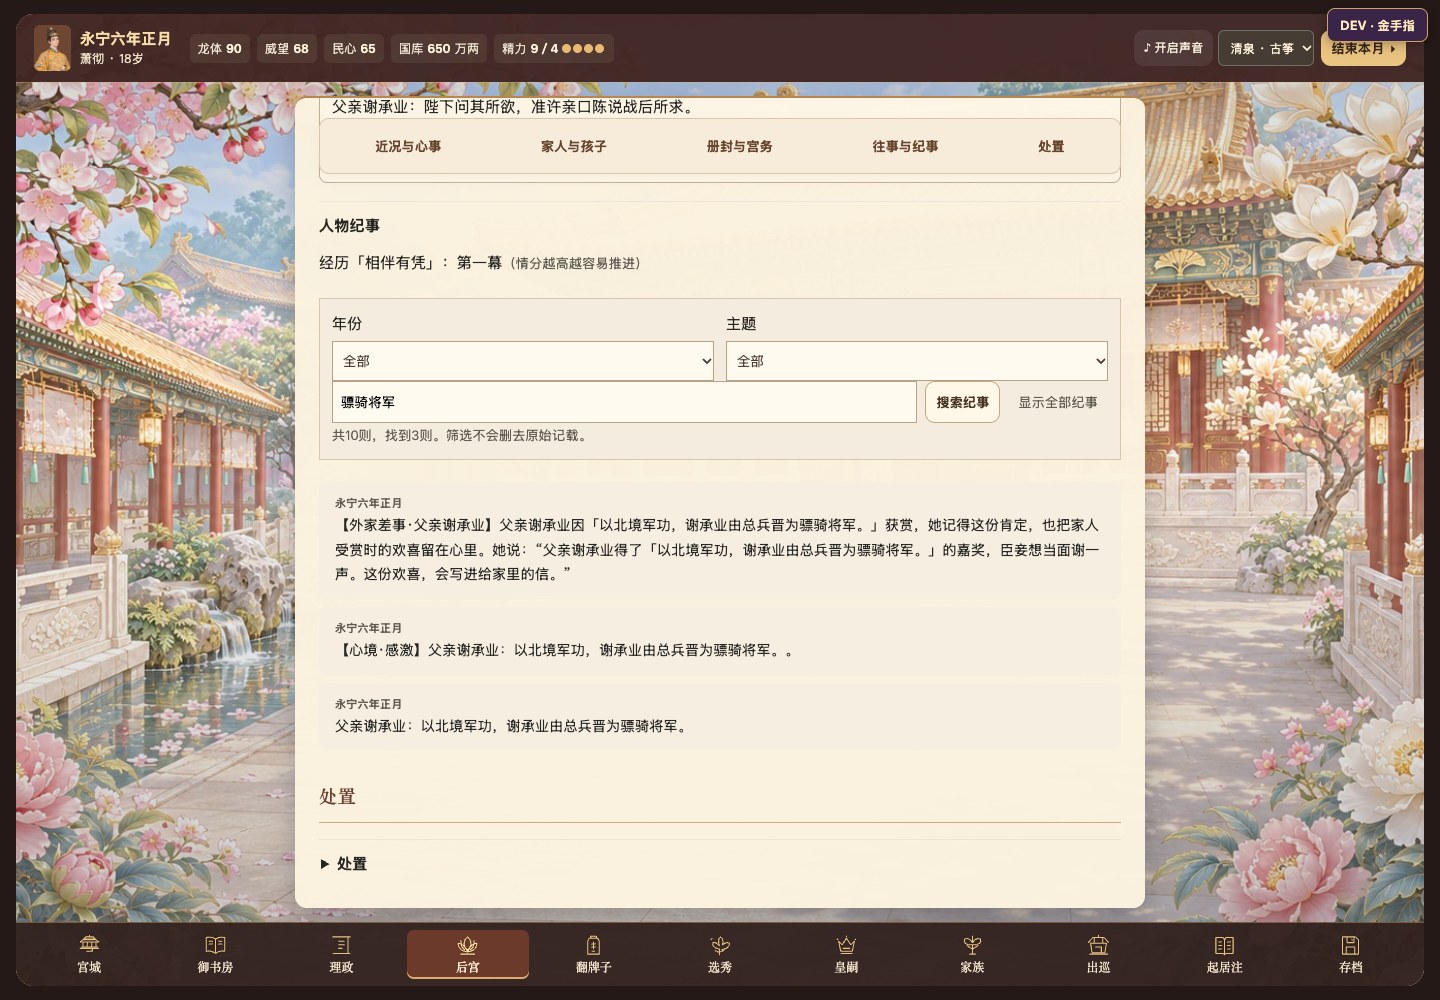 永宁六年正月
萧彻 · 18岁
龙体 90
威望 68
民心 65
国库 650 万两
精力 9 / 4
♪ 开启声音
清泉 · 古筝
DEV · 金手指
结束本月
父亲谢承业：陛下问其所欲，准许亲口陈说战后所求。
近况与心事
家人与孩子
册封与宫务
往事与纪事
处置
人物纪事
经历「相伴有凭」：第一幕（情分越高越容易推进）
年份
主题
全部
全部
骠骑将军
搜索纪事
显示全部纪事
共10则，找到3则。筛选不会删去原始记载。
永宁六年正月
【外家差事·父亲谢承业】父亲谢承业因「以北境军功，谢承业由总兵晋为骠骑将军。」获赏，她记得这份肯定，也把家人
受赏时的欢喜留在心里。她说：“父亲谢承业得了「以北境军功，谢承业由总兵晋为骠骑将军。」的嘉奖，臣妾想当面谢一
声。这份欢喜，会写进给家里的信。”
永宁六年正月
【心境·感激】父亲谢承业：以北境军功，谢承业由总兵晋为骠骑将军。。
永宁六年正月
父亲谢承业：以北境军功，谢承业由总兵晋为骠骑将军。
处置
处置
宫城
御书房
理政
后宫
翻牌子
选秀
皇嗣
家族
出巡
起居注
存档